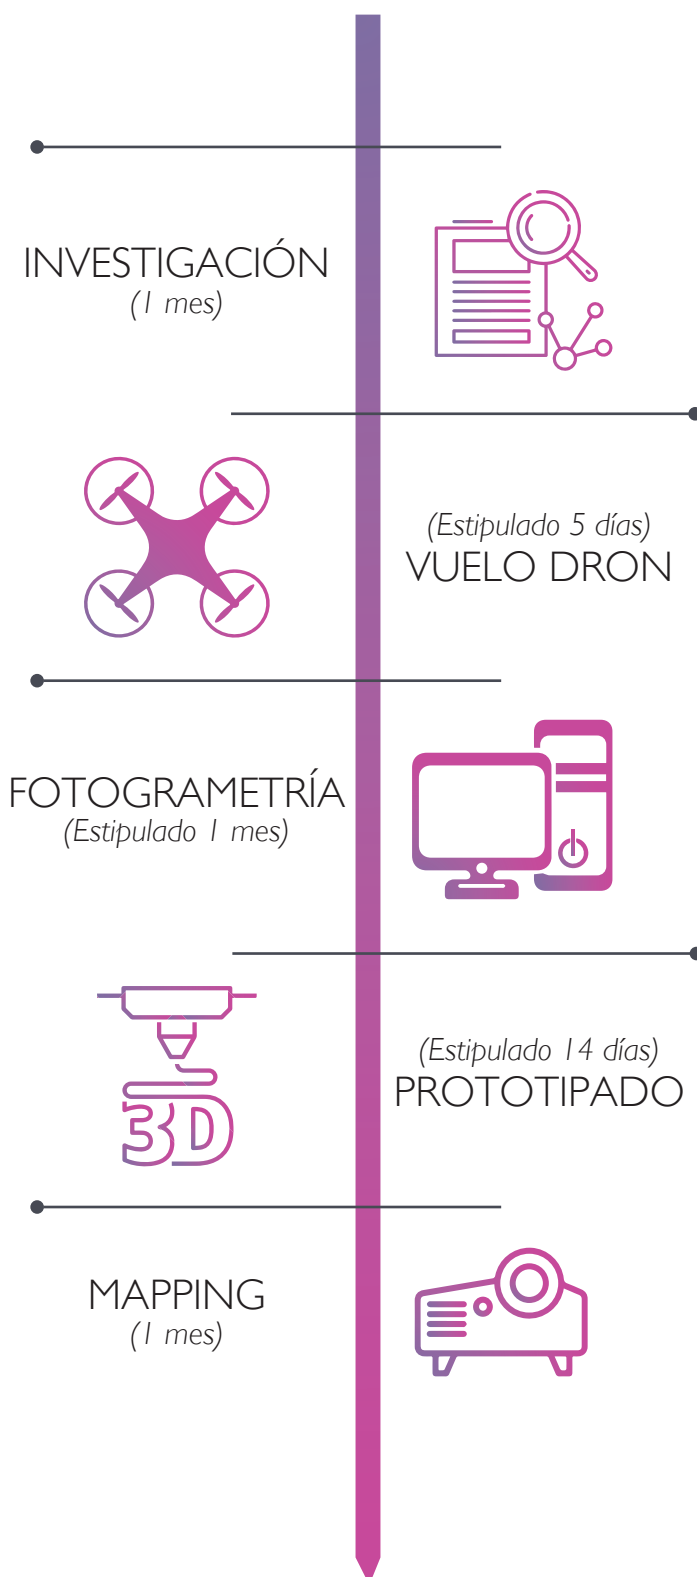 INVESTIGACIÓN
(1 mes)
(Estipulado 5 días)
VUELO DRON
FOTOGRAMETRÍA
(Estipulado 1 mes)
(Estipulado 14 días)
PROTOTIPADO
3D
MAPPING
(1 mes)